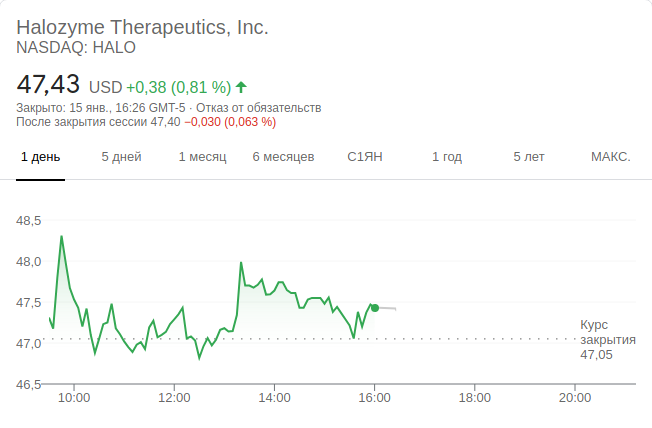 Halozyme Therapeutics, Inc.
NASDAQ: HALO
47,43 USD +0,38 (0,81 %)
Закрыто: 15 янв., 16:26 GMT-5 · Отказ от обязательств
После закрытия сессии 47,40 −0,030 (0,063 %)
1 день 5 дней 1 месяц 6 месяцев С1ЯН 1 год 5 лет МАКС.
48,5
48,0
47,5
47,0
46,5
Курс
закрытия
47,05
10:00 12:00 14:00 16:00 18:00 20:00